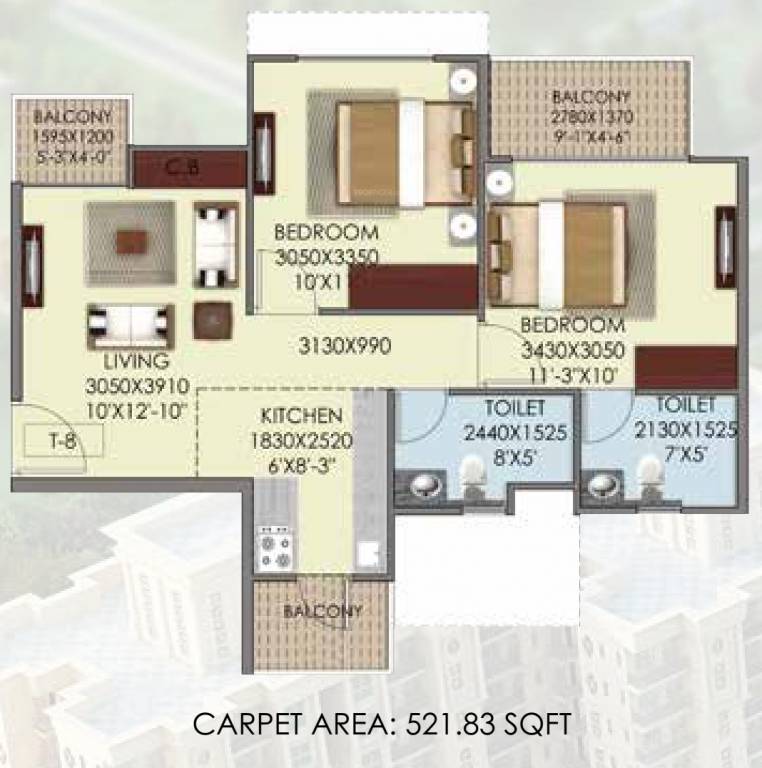 BALCONY
1595X1200
5'-3"X4'-0"
C.B
BEDROOM
3050X3350
10'X1
BALCONY
2780X1370
9'-1"X4'-6"
LIVING
3050X3910
10'X12'-10"
3130X990
BEDROOM
3430X3050
11'-3"X10'
T-8
KITCHEN
1830X2520
6'X8'-3"
TOILET
2440X1525
8'X5'
TOILET
2130X1525
7'X5'
BALCONY
CARPET AREA: 521.83 SQFT